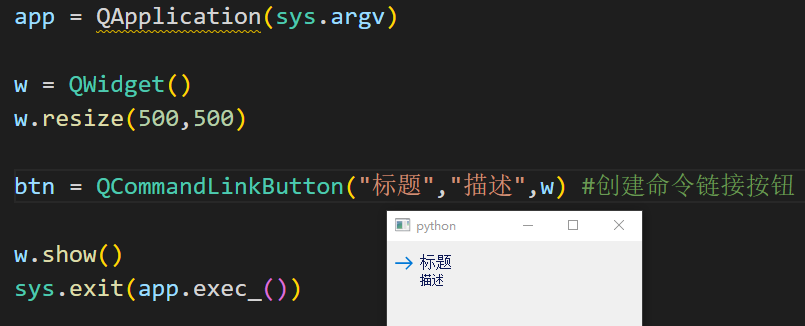 app = QApplication(sys.argv)
w = QWidget()
w.resize(500,500)
btn = QCommandLinkButton("标题","描述",w) #创建命令链接按钮
w.show()
sys.exit(app.exec_())
python
标题
描述